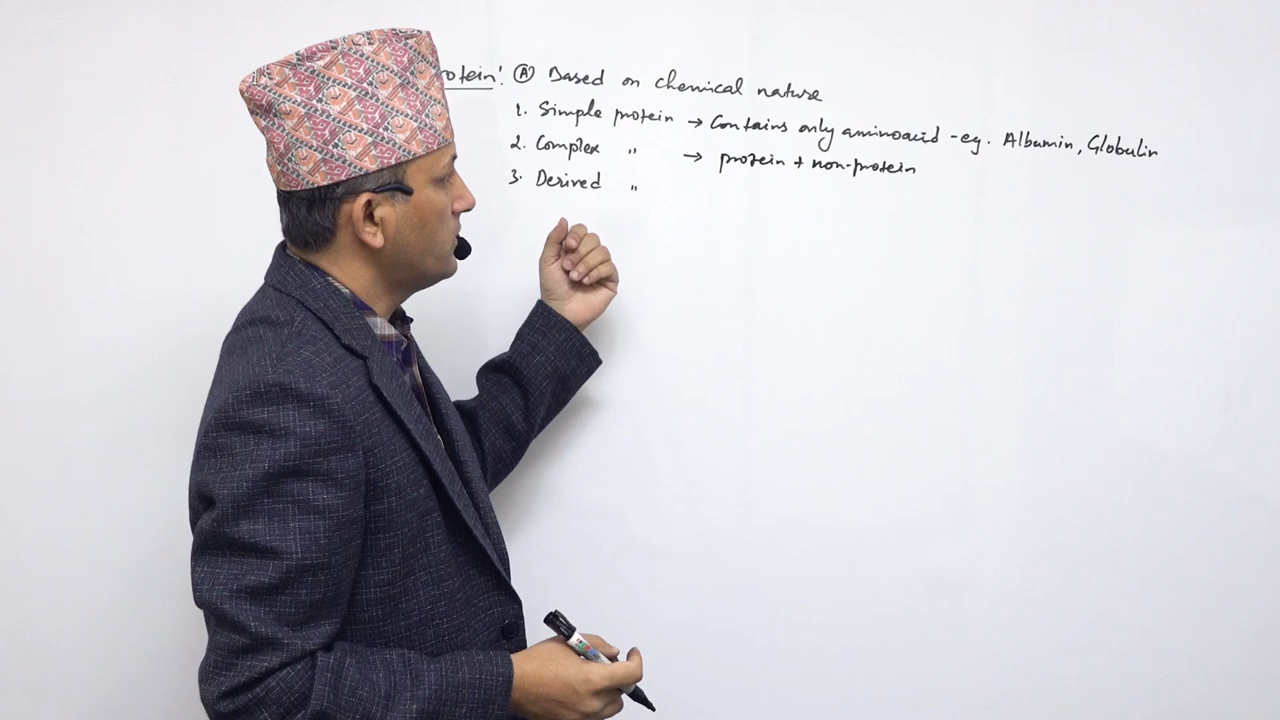 otein! Ⓐ Based on chemical nature
1. Simple protein → Contains only aminoacid - eg. Albumin, Globulin
2. Complex " → protein + non-protein
3. Derived "